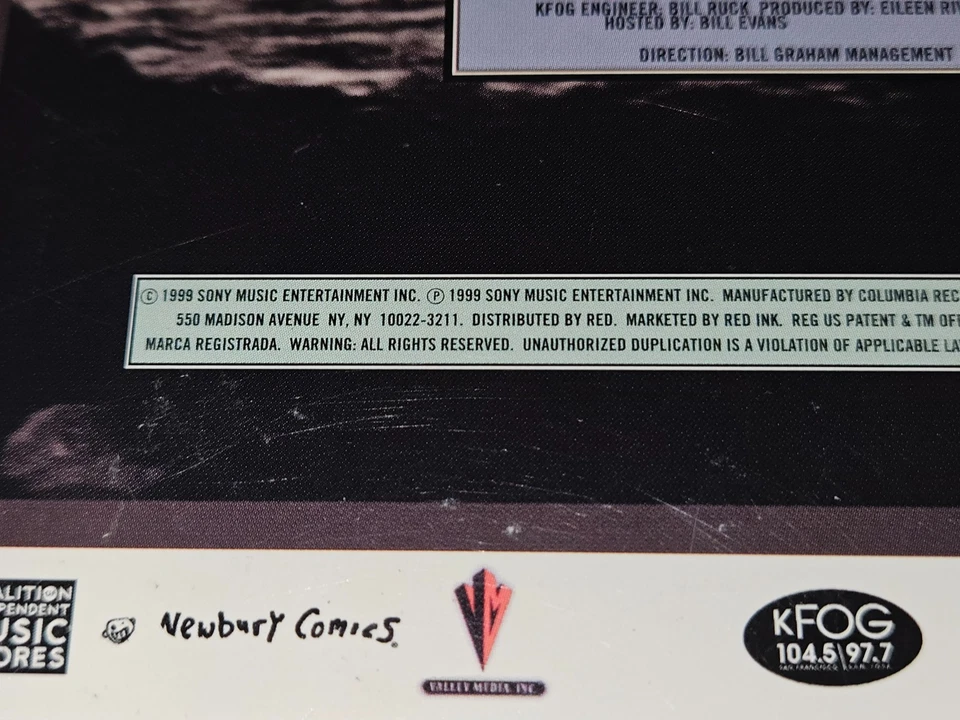 KFOG ENGINEER: BILL RUCK, PRODUCED BY: EILEEN
HOSTED BY: BILL EVANS
DIRECTION: BILL GRAHAM MANAGEMENT
© 1999 SONY MUSIC ENTERTAINMENT INC. ℗ 1999 SONY MUSIC ENTERTAINMENT INC. MANUFACTURED BY COLUMBIA REC
550 MADISON AVENUE NY, NY 10022-3211. DISTRIBUTED BY RED. MARKETED BY RED INK. REG US PATENT & TM OFF
MARCA REGISTRADA. WARNING: ALL RIGHTS RESERVED. UNAUTHORIZED DUPLICATION IS A VIOLATION OF APPLICABLE LA
ALITION
PENDENT
USIC
ORES
Newbury Comics
VM
VALLEY MEDIA, INC.
KFOG
104.5\97.7